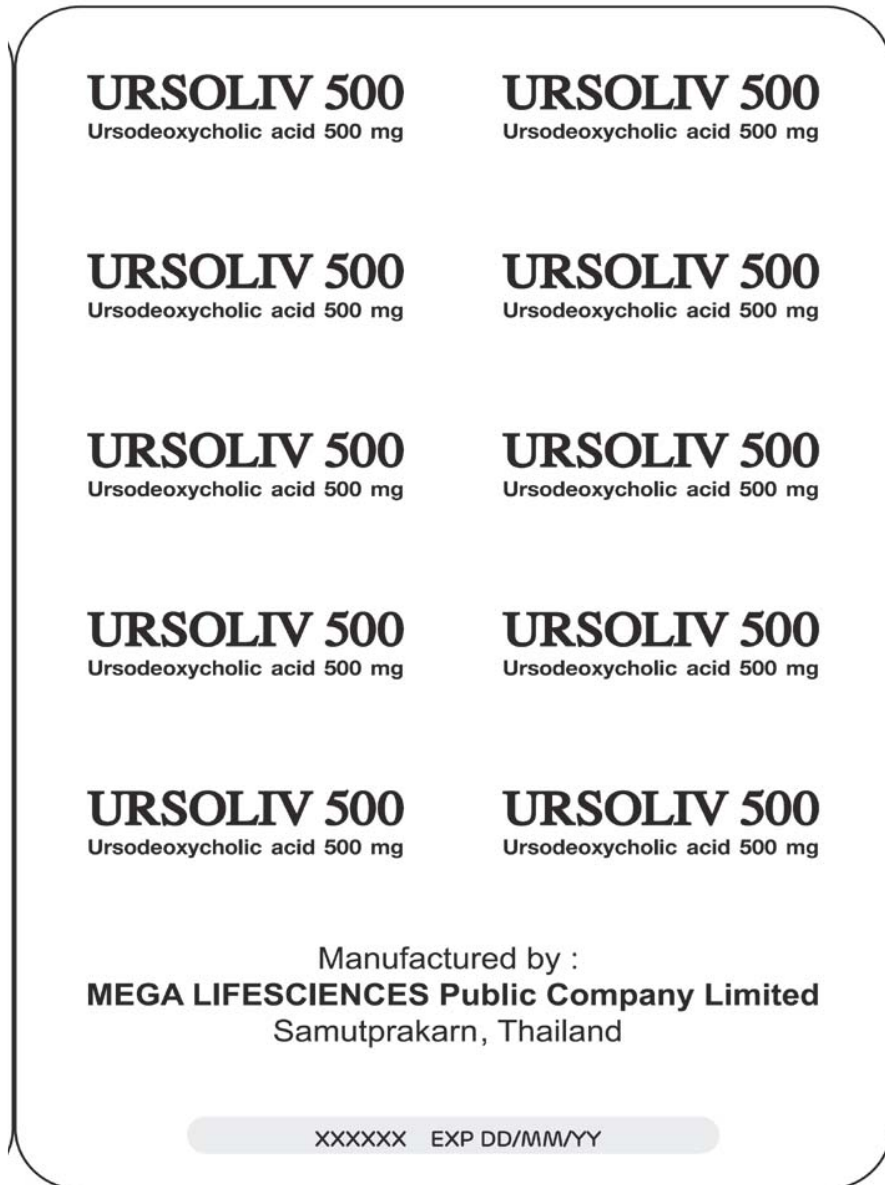 URSOLIV 500 URSOLIV 500
Ursodeoxycholic acid 500 mg Ursodeoxycholic acid 500 mg
URSOLIV 500 URSOLIV 500
Ursodeoxycholic acid 500 mg Ursodeoxycholic acid 500 mg
URSOLIV 500 URSOLIV 500
Ursodeoxycholic acid 500 mg Ursodeoxycholic acid 500 mg
URSOLIV 500 URSOLIV 500
Ursodeoxycholic acid 500 mg Ursodeoxycholic acid 500 mg
URSOLIV 500 URSOLIV 500
Ursodeoxycholic acid 500 mg Ursodeoxycholic acid 500 mg
Manufactured by :
MEGA LIFESCIENCES Public Company Limited
Samutprakarn, Thailand
XXXXXX EXP DD/MM/YY